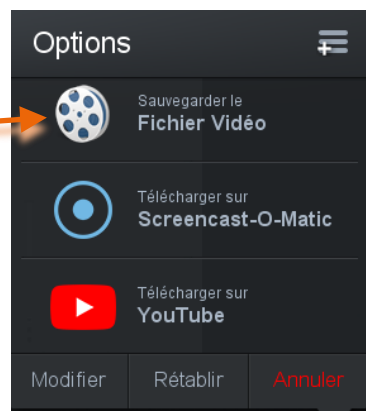 Options
Sauvegarder le
Fichier Vidéo
Télécharger sur
Screencast-O-Matic
Télécharger sur
YouTube
Modifier
Rétablir
Annuler